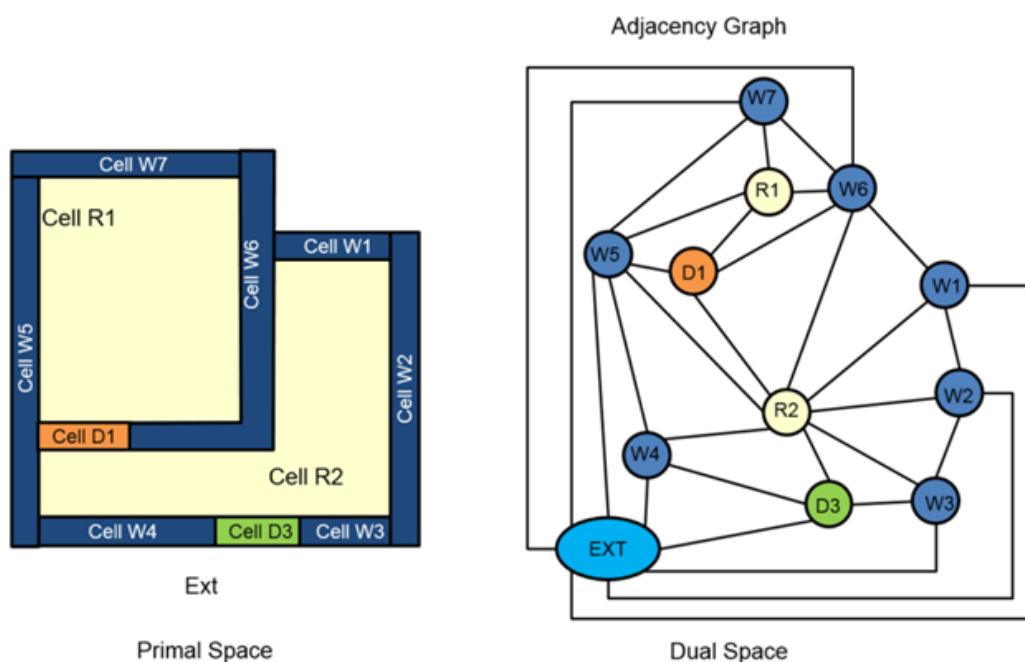 Adjacency Graph
Cell W7
Cell R1
Cell W6
Cell W1
Cell W5
Cell W2
Cell D1
Cell R2
Cell W4
Cell D3
Cell W3
Ext
Primal Space
W7
R1
W6
W5
D1
W1
W2
R2
W4
D3
W3
EXT
Dual Space